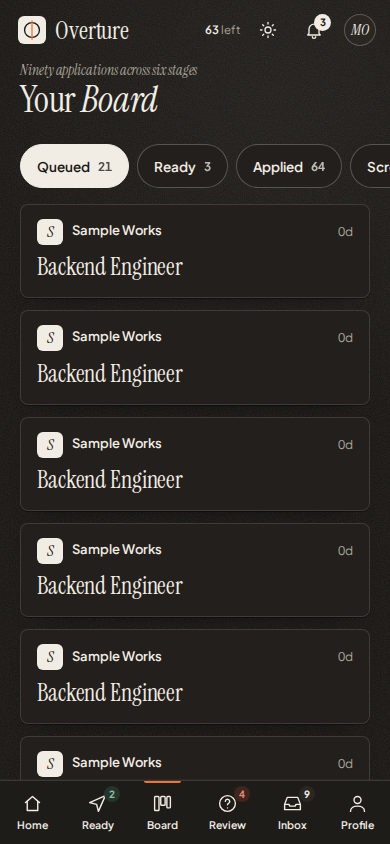 Overture
63 left
3
MO
Ninety applications across six stages
Your Board
Queued 21
Ready 3
Applied 64
S Sample Works 0d
Backend Engineer
S Sample Works 0d
Backend Engineer
S Sample Works 0d
Backend Engineer
S Sample Works 0d
Backend Engineer
S Sample Works 0d
Backend Engineer
S Sample Works 0d
2
4
9
Home
Ready
Board
Review
Inbox
Profile